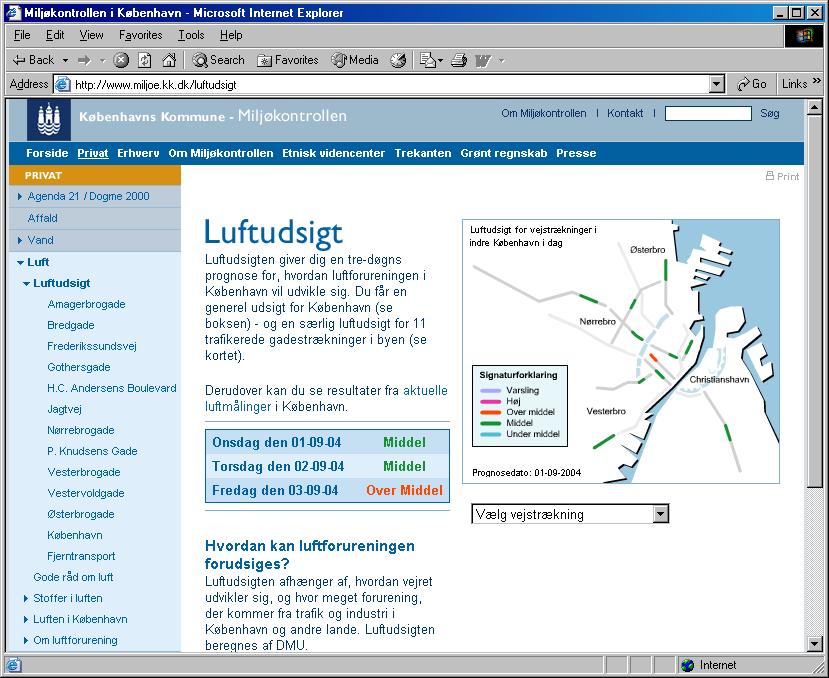 Miljøkontrollen i København - Microsoft Internet Explorer
File Edit View Favorites Tools Help
Back Search Favorites Media
Address http://www.miljoe.kk.dk/luftudsigt Go Links »
Københavns Kommune - Miljøkontrollen
Om Miljøkontrollen | Kontakt | Søg
Forside Privat Erhverv Om Miljøkontrollen Etnisk videncenter Trekanten Grønt regnskab Presse
PRIVAT
Agenda 21 / Dogme 2000
Affald
Vand
Luft
Luftudsigt
Amagerbrogade
Bredgade
Frederikssundsvej
Gothersgade
H.C. Andersens Boulevard
Jagtvej
Nørrebrogade
P. Knudsens Gade
Vesterbrogade
Vestervoldgade
Østerbrogade
København
Fjerntransport
Gode råd om luft
Stoffer i luften
Luften i København
Om luftforurening
Print
Luftudsigt
Luftudsigten giver dig en tre-døgns
prognose for, hvordan luftforureningen i
København vil udvikle sig. Du får en
generel udsigt for København (se
boksen) - og en særlig luftudsigt for 11
trafikerede gadestrækninger i byen (se
kortet).
Derudover kan du se resultater fra aktuelle
luftmålinger i København.
Onsdag den 01-09-04 Middel
Torsdag den 02-09-04 Middel
Fredag den 03-09-04 Over Middel
Hvordan kan luftforureningen
forudsiges?
Luftudsigten afhænger af, hvordan vejret
udvikler sig, og hvor meget forurening,
der kommer fra trafik og industri i
København og andre lande. Luftudsigten
beregnes af DMU.
Luftudsigt for vejstrækninger i
indre København i dag
Østerbro
Nørrebro
Christianshavn
Vesterbro
Signaturforklaring
Varsling
Høj
Over middel
Middel
Under middel
Prognosedato: 01-09-2004
Vælg vejstrækning
Internet